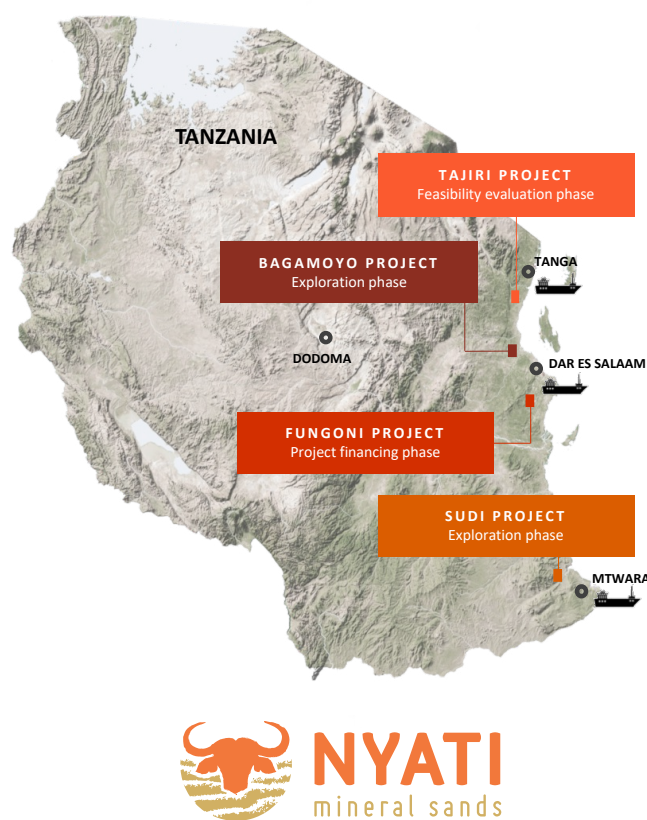 TANZANIA
TAJIRI PROJECT
Feasibility evaluation phase
BAGAMOYO PROJECT
Exploration phase
TANGA
DODOMA
DAR ES SALAAM
FUNGONI PROJECT
Project financing phase
SUDI PROJECT
Exploration phase
MTWARA
NYATI
mineral sands